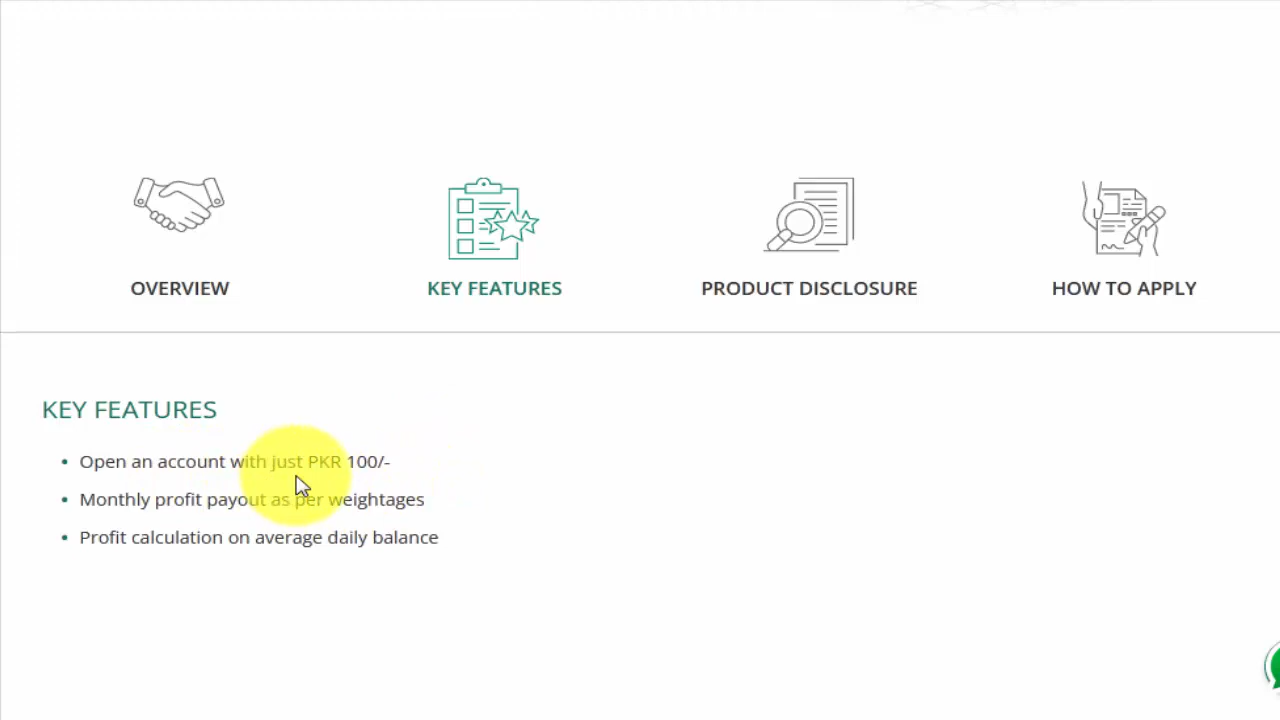 OVERVIEW
KEY FEATURES
PRODUCT DISCLOSURE
HOW TO APPLY
KEY FEATURES
• Open an account with just PKR 100/-
• Monthly profit payout as per weightages
• Profit calculation on average daily balance